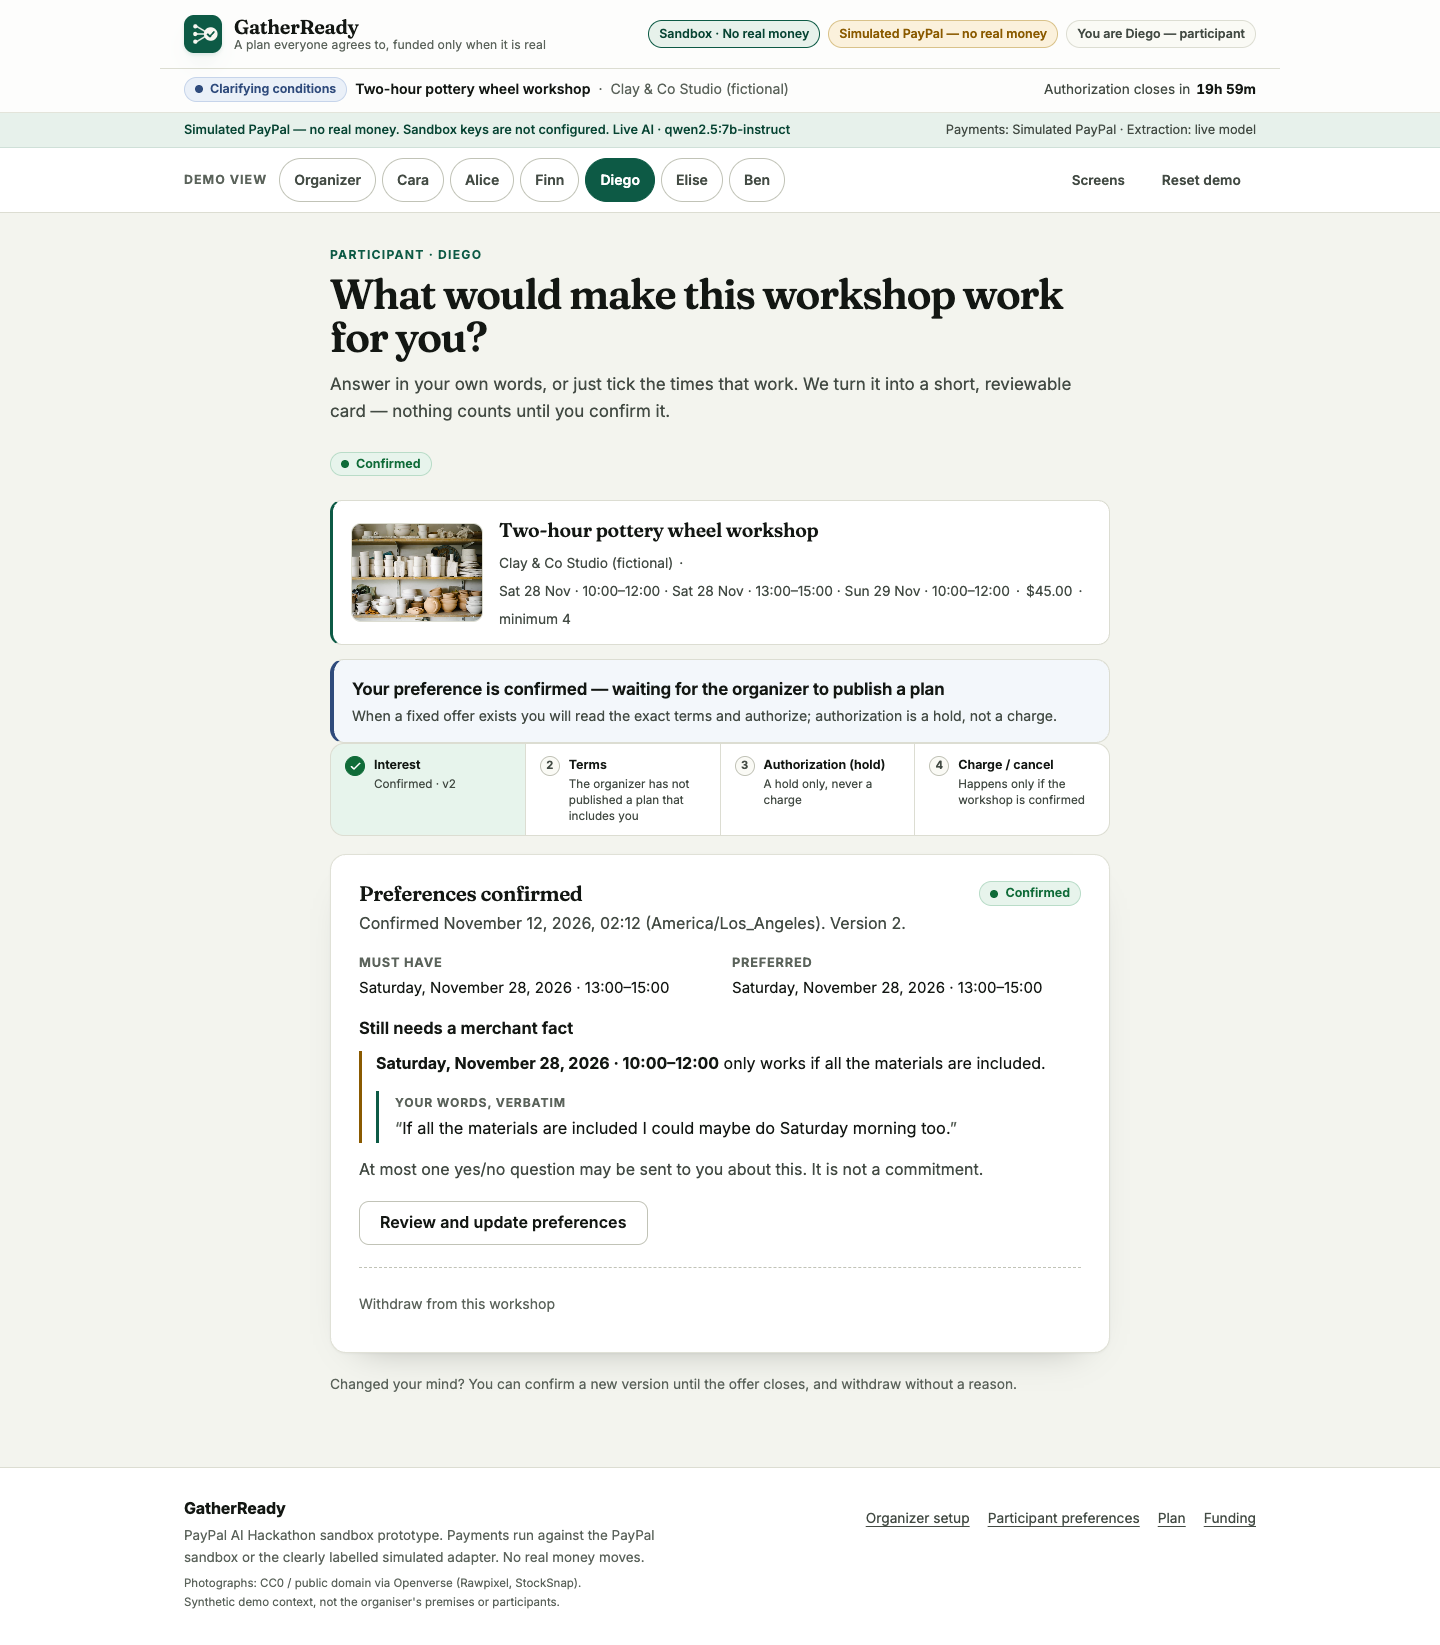 GatherReady
A plan everyone agrees to, funded only when it is real
Sandbox · No real money
Simulated PayPal — no real money
You are Diego — participant
Clarifying conditions
Two-hour pottery wheel workshop · Clay & Co Studio (fictional)
Authorization closes in 19h 59m
Simulated PayPal — no real money. Sandbox keys are not configured. Live AI · qwen2.5:7b-instruct
Payments: Simulated PayPal · Extraction: live model
DEMO VIEW
Organizer
Cara
Alice
Finn
Diego
Elise
Ben
Screens
Reset demo
PARTICIPANT · DIEGO
What would make this workshop work
for you?
Answer in your own words, or just tick the times that work. We turn it into a short, reviewable
card — nothing counts until you confirm it.
Confirmed
Two-hour pottery wheel workshop
Clay & Co Studio (fictional) ·
Sat 28 Nov · 10:00–12:00 · Sat 28 Nov · 13:00–15:00 · Sun 29 Nov · 10:00–12:00 · $45.00 ·
minimum 4
Your preference is confirmed — waiting for the organizer to publish a plan
When a fixed offer exists you will read the exact terms and authorize; authorization is a hold, not a charge.
Interest
Confirmed · v2
2
Terms
The organizer has not
published a plan that
includes you
3
Authorization (hold)
A hold only, never a
charge
4
Charge / cancel
Happens only if the
workshop is confirmed
Preferences confirmed
Confirmed
Confirmed November 12, 2026, 02:12 (America/Los_Angeles). Version 2.
MUST HAVE
Saturday, November 28, 2026 · 13:00–15:00
PREFERRED
Saturday, November 28, 2026 · 13:00–15:00
Still needs a merchant fact
Saturday, November 28, 2026 · 10:00–12:00 only works if all the materials are included.
YOUR WORDS, VERBATIM
“If all the materials are included I could maybe do Saturday morning too.”
At most one yes/no question may be sent to you about this. It is not a commitment.
Review and update preferences
Withdraw from this workshop
Changed your mind? You can confirm a new version until the offer closes, and withdraw without a reason.
GatherReady
PayPal AI Hackathon sandbox prototype. Payments run against the PayPal
sandbox or the clearly labelled simulated adapter. No real money moves.
Photographs: CC0 / public domain via Openverse (Rawpixel, StockSnap).
Synthetic demo context, not the organiser's premises or participants.
Organizer setup
Participant preferences
Plan
Funding